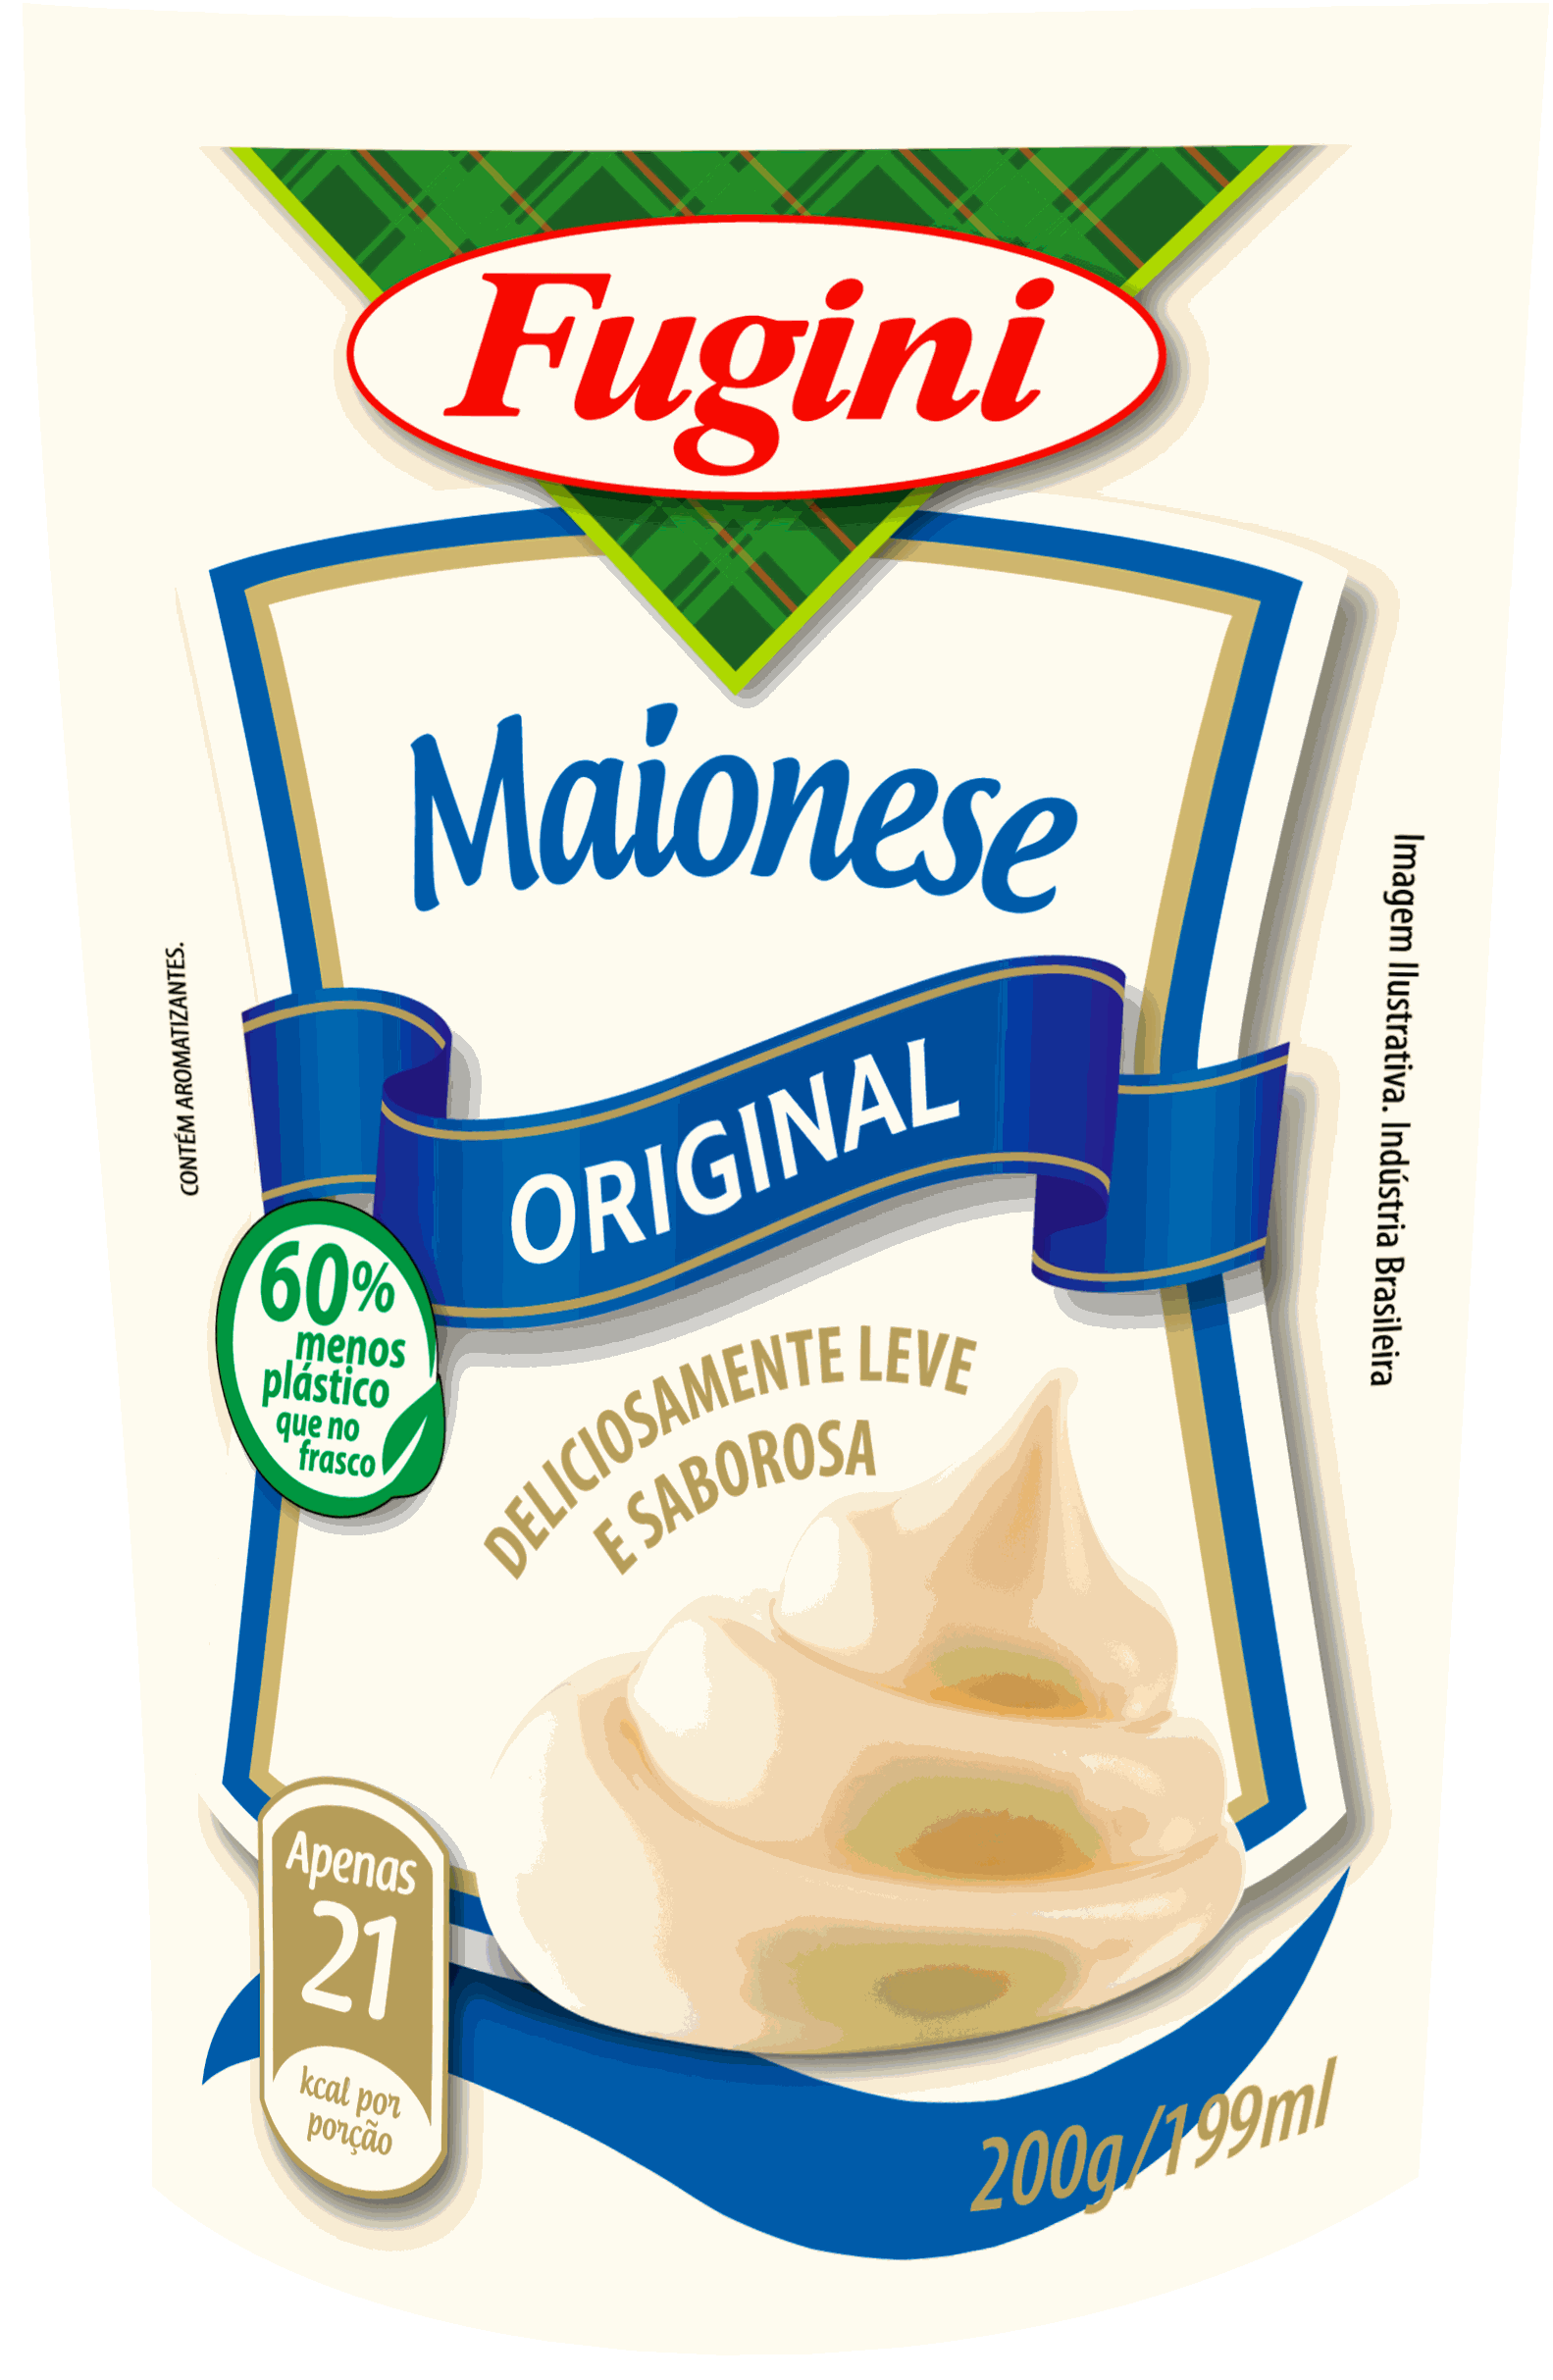 Fugini
Maionese
ORIGINAL
CONTÉM AROMATIZANTES.
Imagem Ilustrativa. Indústria Brasileira
60%
menos
plástico
que no
frasco
DELICIOSAMENTE LEVE
E SABOROSA
Apenas
21
kcal por
porção
200g/199ml